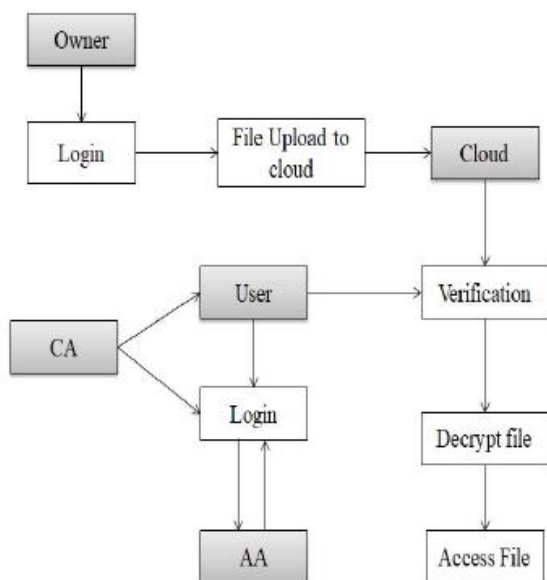 Owner
Login
File Upload to
cloud
Cloud
User
Verification
CA
Login
Decrypt file
AA
Access File